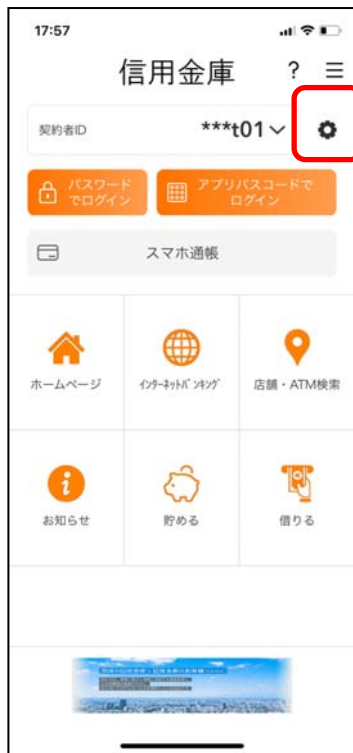 17:57
信用金庫 ?
契約者ID ***t01
パスワード
でログイン
アプリパスコードで
ログイン
スマホ通帳
ホームページ
インターネットバンキング
店舗・ATM検索
お知らせ
貯める
借りる